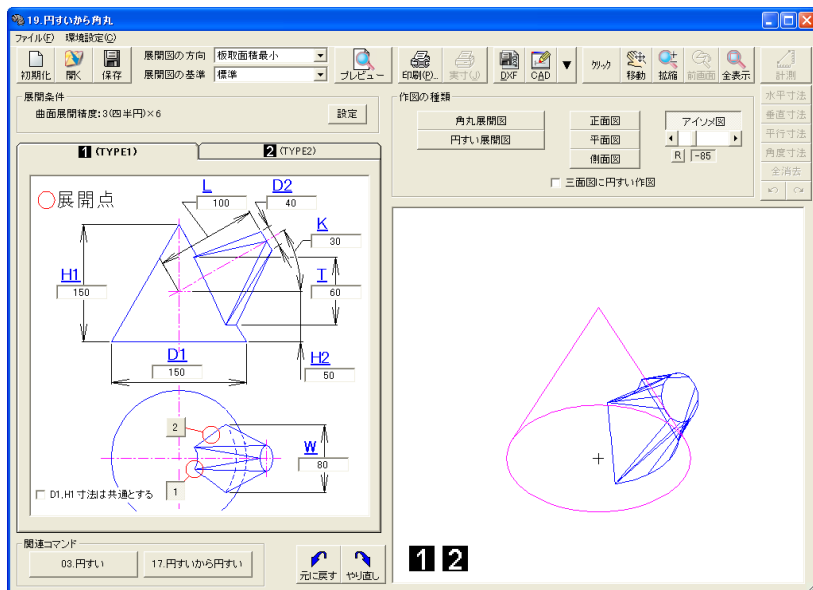 19.円すいから角丸
ファイル(F) 環境設定(C)
初期化 開く 保存
展開図の方向 板取面積最小
展開図の基準 標準
プレビュー 印刷(P)... 実寸(Q) DXF CAD ▼ クリック 移動 拡縮 前画面 全表示 計測
展開条件
曲面展開精度:3(四半円)×6 設定
1 (TYPE1) 2 (TYPE2)
○展開点
L 100
D2 40
K 30
H1 150
T 60
D1 150
H2 50
2
W 80
1
D1,H1 寸法は共通とする
関連コマンド
03.円すい 17.円すいから円すい
元に戻す やり直し
作図の種類
角丸展開図 正面図 アイソメ図
円すい展開図 平面図
側面図 R -85
三面図に円すい作図
水平寸法
垂直寸法
平行寸法
角度寸法
全消去
1 2